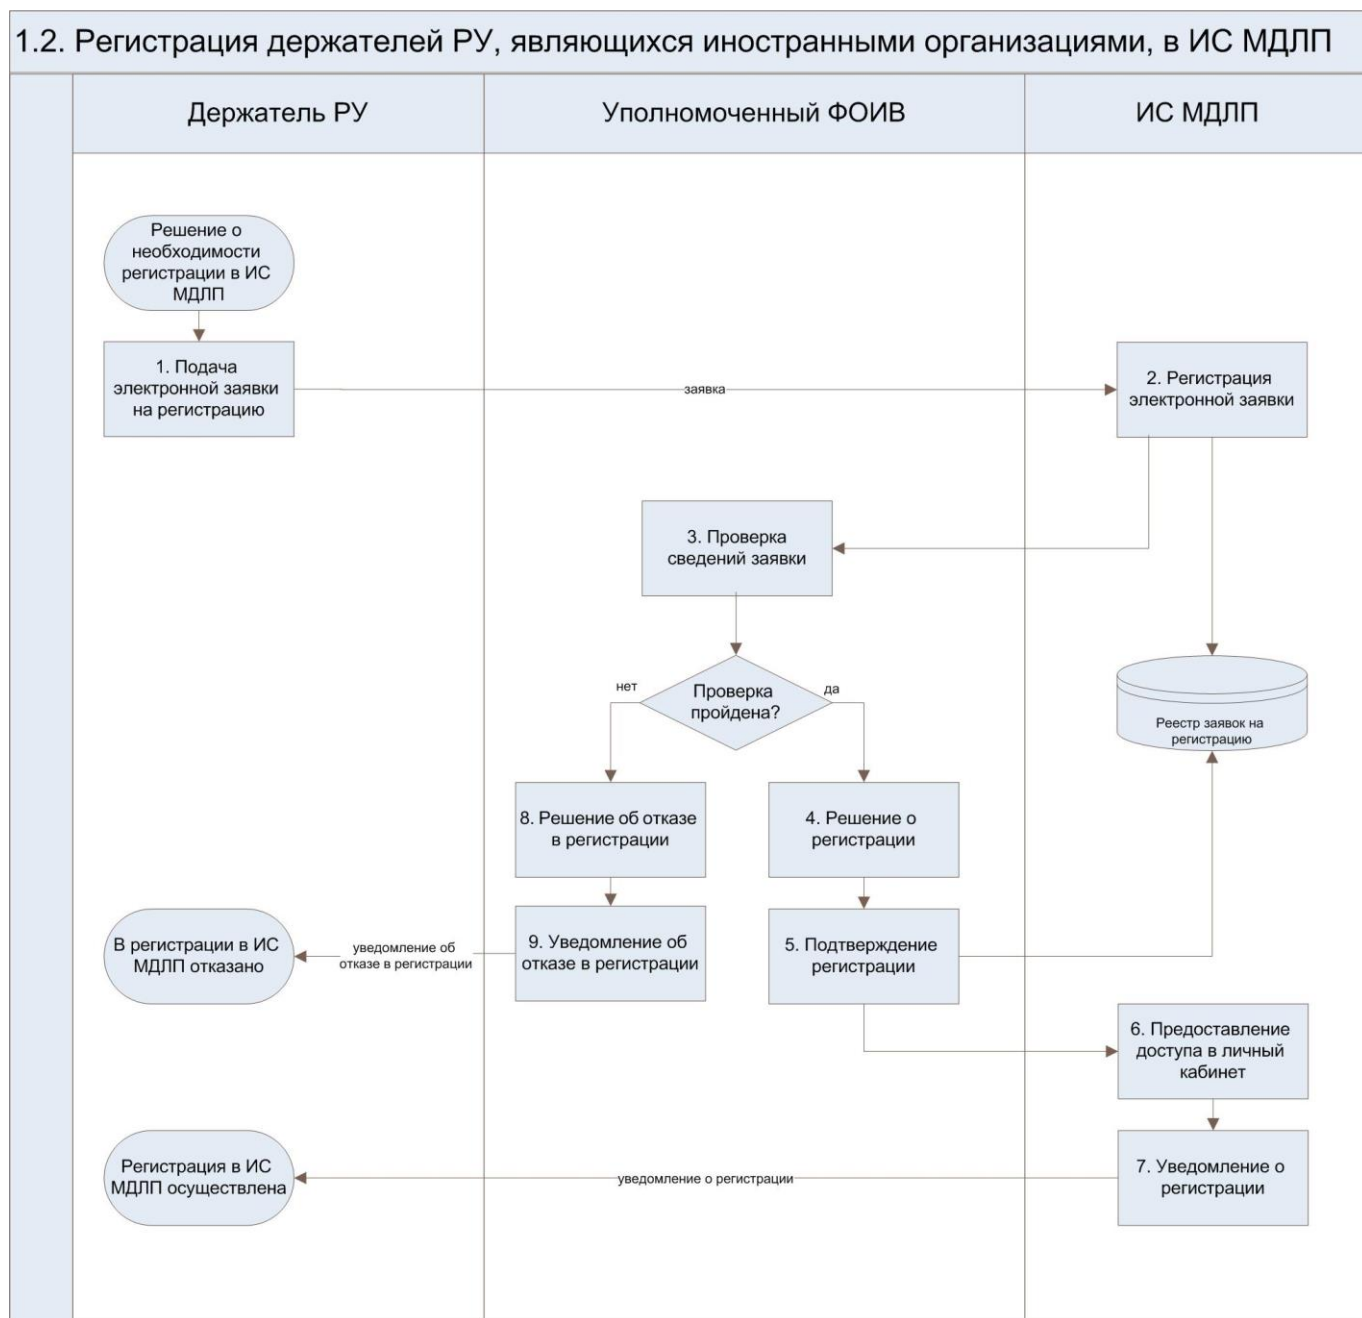 1.2. Регистрация держателей РУ, являющихся иностранными организациями, в ИС МДЛП
Держатель РУ
Уполномоченный ФОИВ
ИС МДЛП
Решение о
необходимости
регистрации в ИС
МДЛП
1. Подача
электронной заявки
на регистрацию
заявка
2. Регистрация
электронной заявки
3. Проверка
сведений заявки
нет
Проверка
пройдена?
да
Реестр заявок на
регистрацию
8. Решение об отказе
в регистрации
4. Решение о
регистрации
В регистрации в ИС
МДЛП отказано
уведомление об
отказе в регистрации
9. Уведомление об
отказе в регистрации
5. Подтверждение
регистрации
6. Предоставление
доступа в личный
кабинет
Регистрация в ИС
МДЛП осуществлена
уведомление о регистрации
7. Уведомление о
регистрации